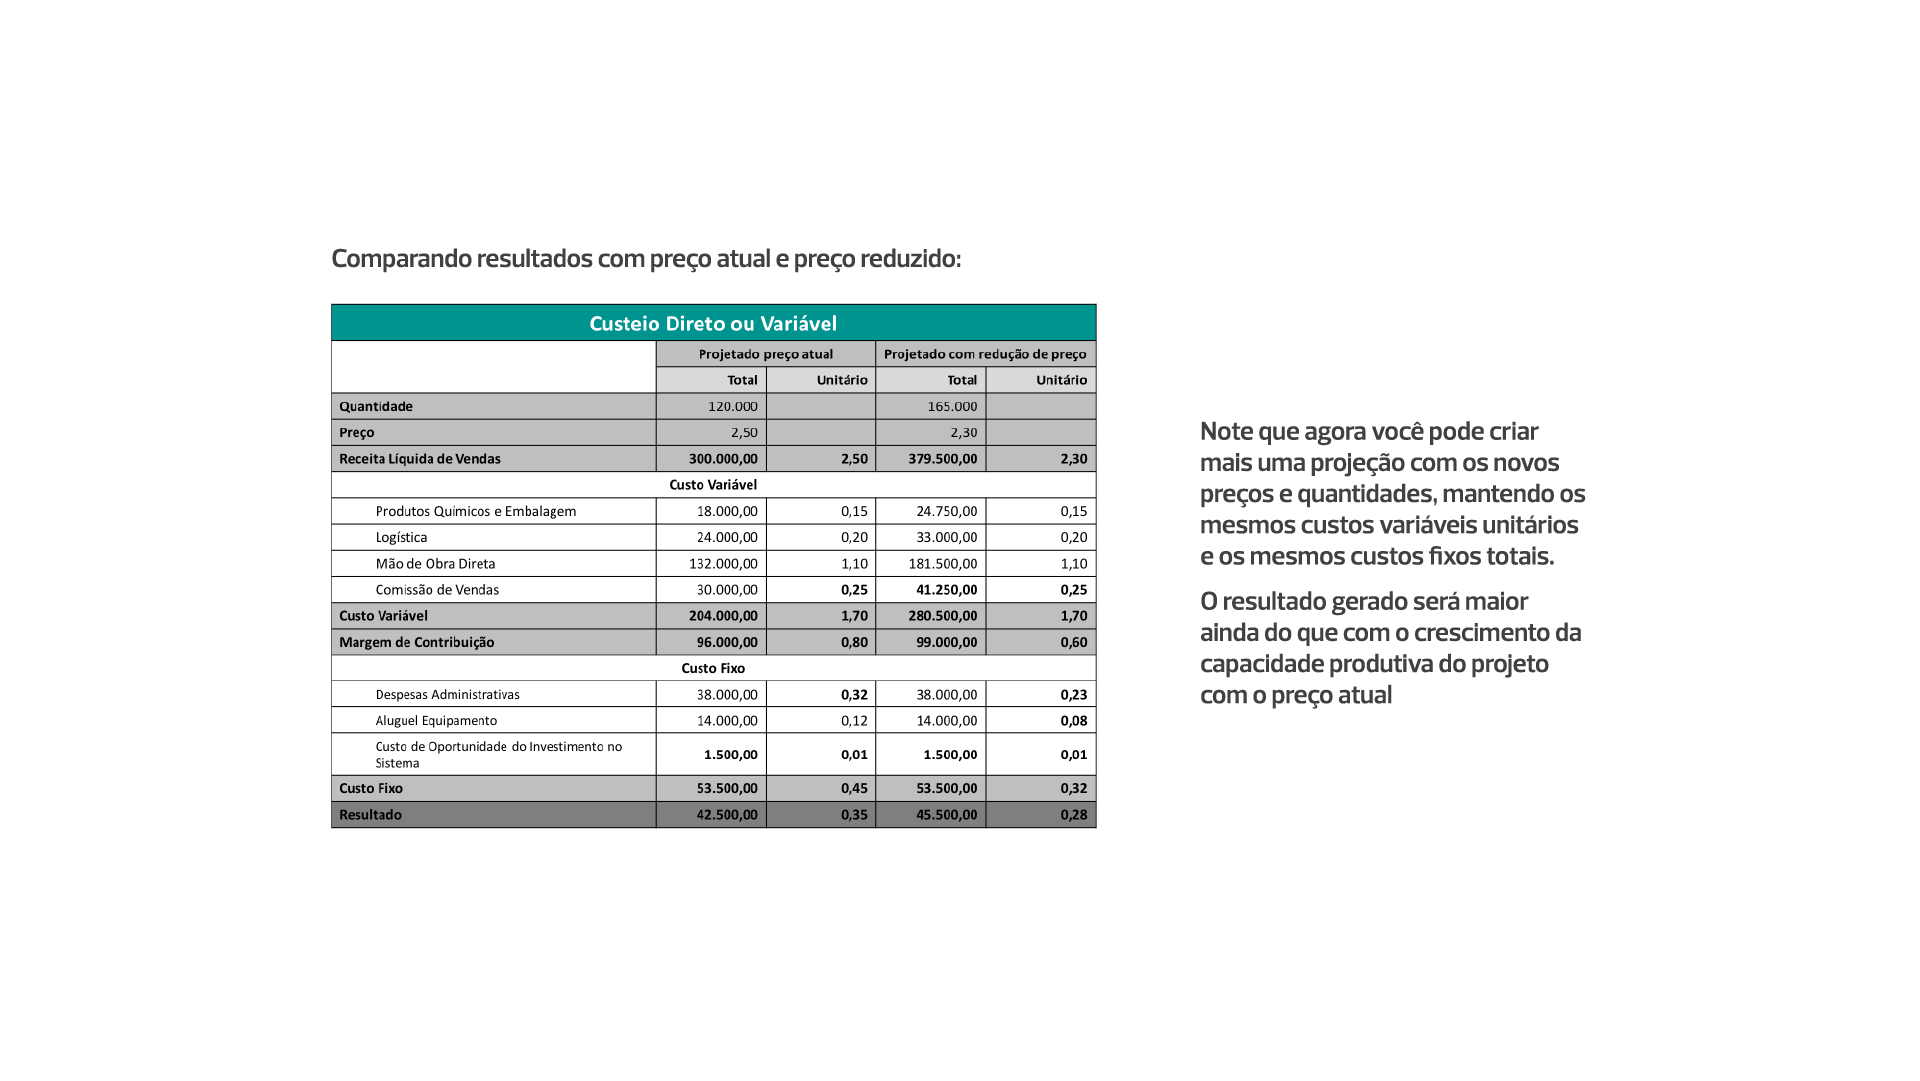 Comparando resultados com preço atual e preço reduzido:
Custeio Direto ou Variável
Projetado preço atual Projetado com redução de preço
Total Unitário Total Unitário
Quantidade 120.000 165.000
Preço 2,50 2,30
Receita Líquida de Vendas 300.000,00 2,50 379.500,00 2,30
Custo Variável
Produtos Químicos e Embalagem 18.000,00 0,15 24.750,00 0,15
Logística 24.000,00 0,20 33.000,00 0,20
Mão de Obra Direta 132.000,00 1,10 181.500,00 1,10
Comissão de Vendas 30.000,00 0,25 41.250,00 0,25
Custo Variável 204.000,00 1,70 280.500,00 1,70
Margem de Contribuição 96.000,00 0,80 99.000,00 0,60
Custo Fixo
Despesas Administrativas 38.000,00 0,32 38.000,00 0,23
Aluguel Equipamento 14.000,00 0,12 14.000,00 0,08
Custo de Oportunidade do Investimento no
Sistema 1.500,00 0,01 1.500,00 0,01
Custo Fixo 53.500,00 0,45 53.500,00 0,32
Resultado 42.500,00 0,35 45.500,00 0,28
Note que agora você pode criar
mais uma projeção com os novos
preços e quantidades, mantendo os
mesmos custos variáveis unitários
e os mesmos custos fixos totais.
O resultado gerado será maior
ainda do que com o crescimento da
capacidade produtiva do projeto
com o preço atual